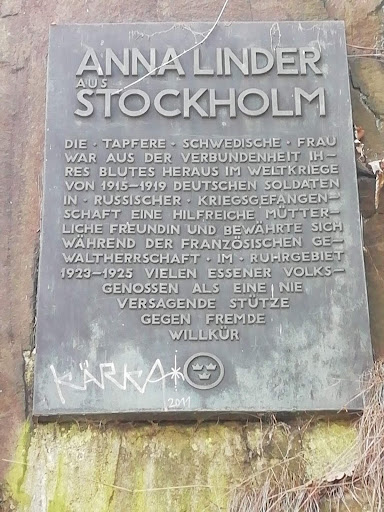 ANNA LINDER
AUS
STOCKHOLM
DIE · TAPFERE · SCHWEDISCHE · FRAU
WAR AUS DER VERBUNDENHEIT IH-
RES BLUTES HERAUS IM WELTKRIEGE
VON 1915–1919 DEUTSCHEN SOLDATEN
IN · RUSSISCHER · KRIEGSGEFANGEN-
SCHAFT EINE HILFREICHE, MÜTTER-
LICHE FREUNDIN UND BEWÄHRTE SICH
WÄHREND DER FRANZÖSISCHEN GE-
WALTHERRSCHAFT · IM · RUHRGEBIET
1923–1925 VIELEN ESSENER VOLKS-
GENOSSEN ALS EINE NIE
VERSAGENDE STÜTZE
GEGEN FREMDE
WILLKÜR
KÄRKA*
2011